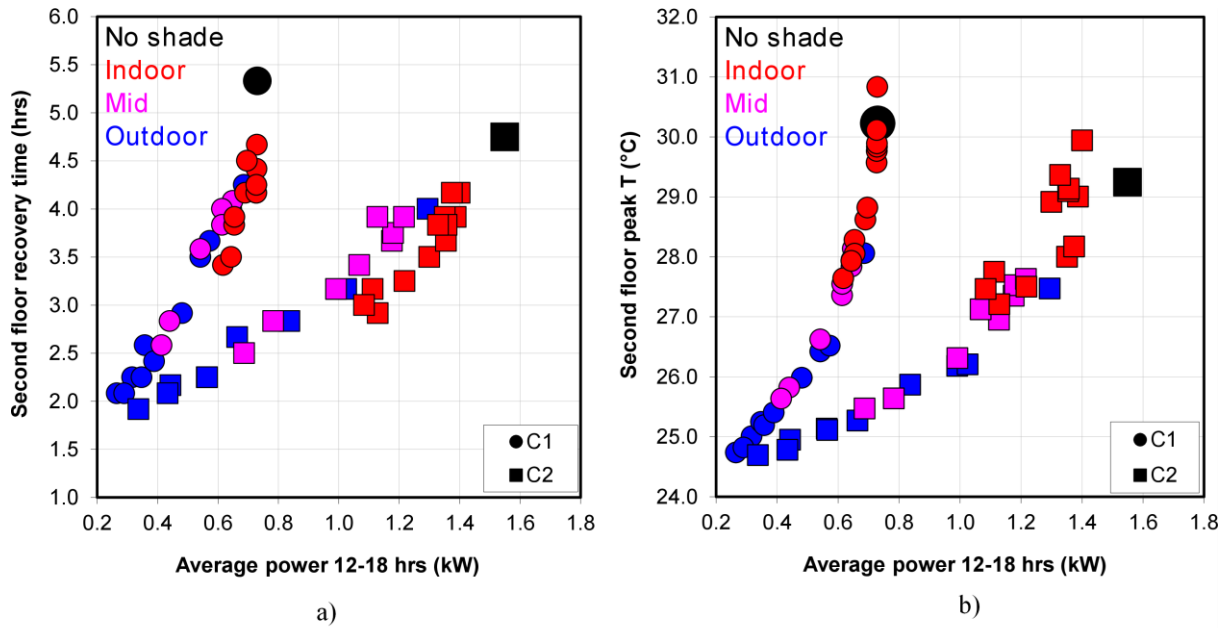 No shade
Indoor
Mid
Outdoor
6.0
5.5
5.0
4.5
4.0
3.5
3.0
2.5
2.0
1.5
1.0
Second floor recovery time (hrs)
C1
C2
0.2 0.4 0.6 0.8 1.0 1.2 1.4 1.6 1.8
Average power 12-18 hrs (kW)
a)
No shade
Indoor
Mid
Outdoor
32.0
31.0
30.0
29.0
28.0
27.0
26.0
25.0
24.0
Second floor peak T (°C)
C1
C2
0.2 0.4 0.6 0.8 1.0 1.2 1.4 1.6 1.8
Average power 12-18 hrs (kW)
b)